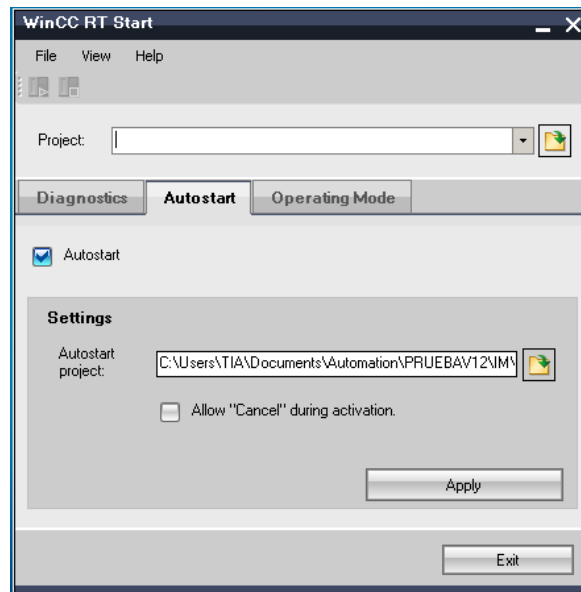 WinCC RT Start
File View Help
Project:
Diagnostics Autostart Operating Mode
Autostart
Settings
Autostart
project:
C:\Users\TIA\Documents\Automation\PRUEBAV12\IM\
Allow "Cancel" during activation.
Apply
Exit